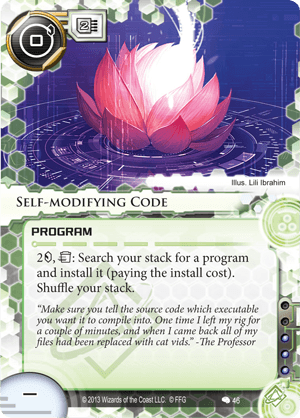 0
Illus. Lili Ibrahim
SELF-MODIFYING CODE
PROGRAM
2, : Search your stack for a program
and install it (paying the install cost).
Shuffle your stack.
“Make sure you tell the source code which executable
you want it to compile into. One time I left my rig for
a couple of minutes, and when I came back all of my
files had been replaced with cat vids.” -The Professor
–
© 2013 Wizards of the Coast LLC. © FFG
46